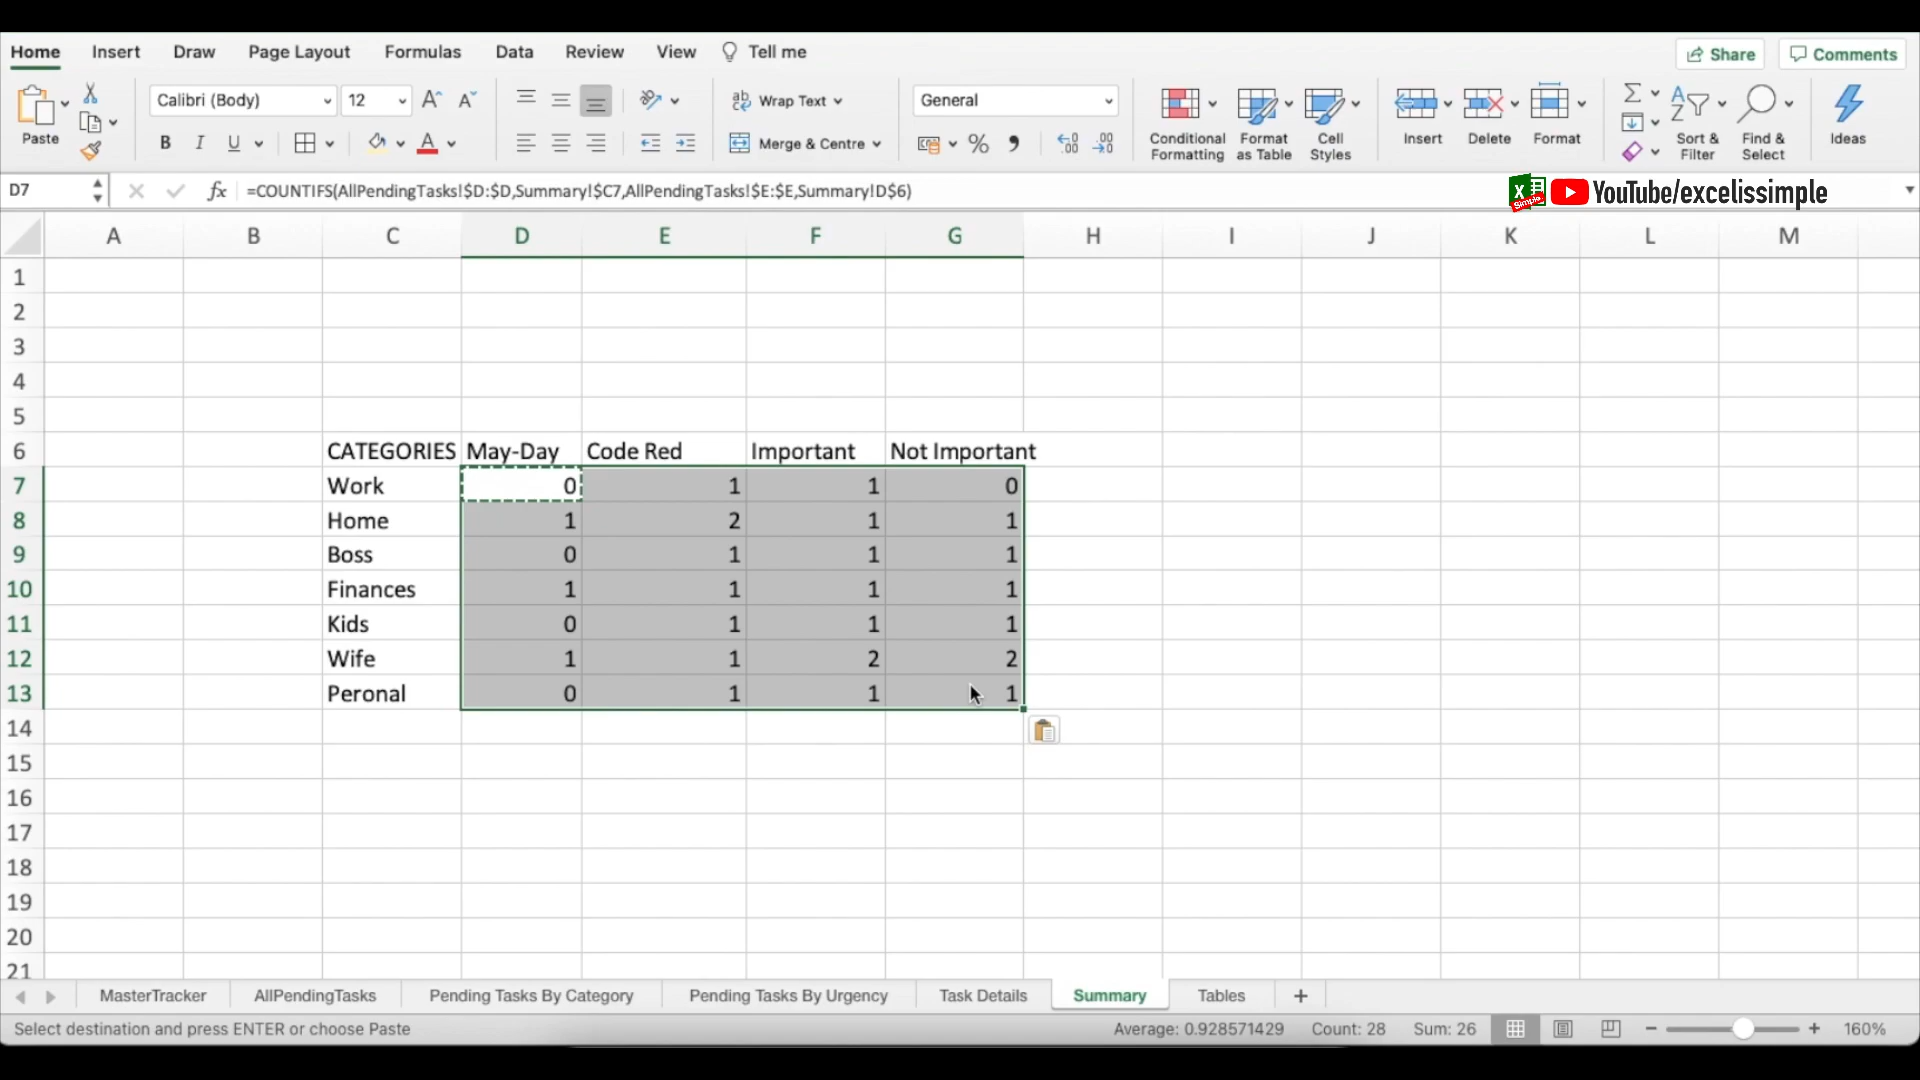 Home Insert Draw Page Layout Formulas Data Review View Tell me Share Comments
Paste Calibri (Body) 12 A A Wrap Text General Conditional Formatting Format as Table Cell Styles Insert Delete Format Sort & Filter Find & Select Ideas
B I U A Merge & Centre %
D7 fx =COUNTIFS(AllPendingTasks!$D:$D,Summary!$C7,AllPendingTasks!$E:$E,Summary!D$6) X Simple YouTube/excelissimple
A B C D E F G H I J K L M
1
2
3
4
5
6 CATEGORIES May-Day Code Red Important Not Important
7 Work 0 1 1 0
8 Home 1 2 1 1
9 Boss 0 1 1 1
10 Finances 1 1 1 1
11 Kids 0 1 1 1
12 Wife 1 1 2 2
13 Peronal 0 1 1 1
14
15
16
17
18
19
20
21
MasterTracker AllPendingTasks Pending Tasks By Category Pending Tasks By Urgency Task Details Summary Tables +
Select destination and press ENTER or choose Paste Average: 0.928571429 Count: 28 Sum: 26 − + 160%